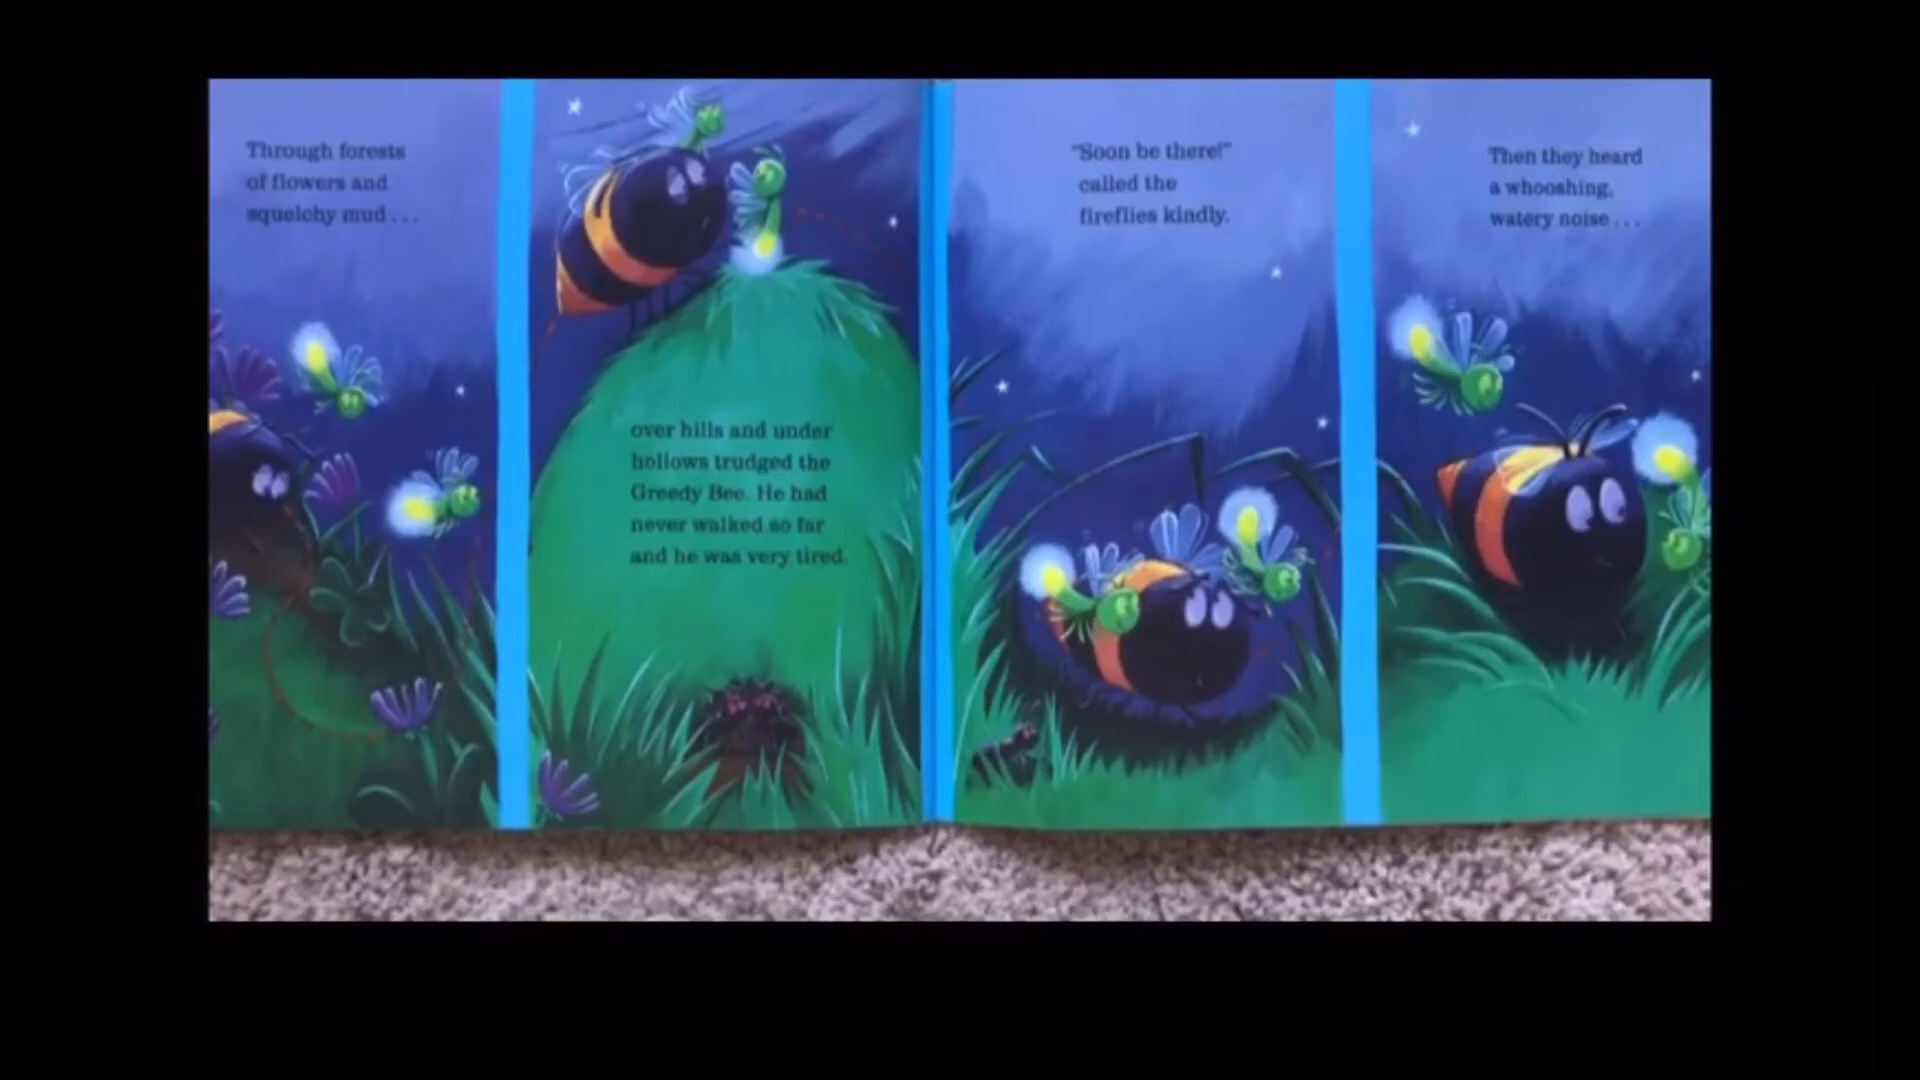 Through forests
of flowers and
squelchy mud . . .
over hills and under
hollows trudged the
Greedy Bee. He had
never walked so far
and he was very tired.
"Soon be there!"
called the
fireflies kindly.
Then they heard
a whooshing,
watery noise . . .